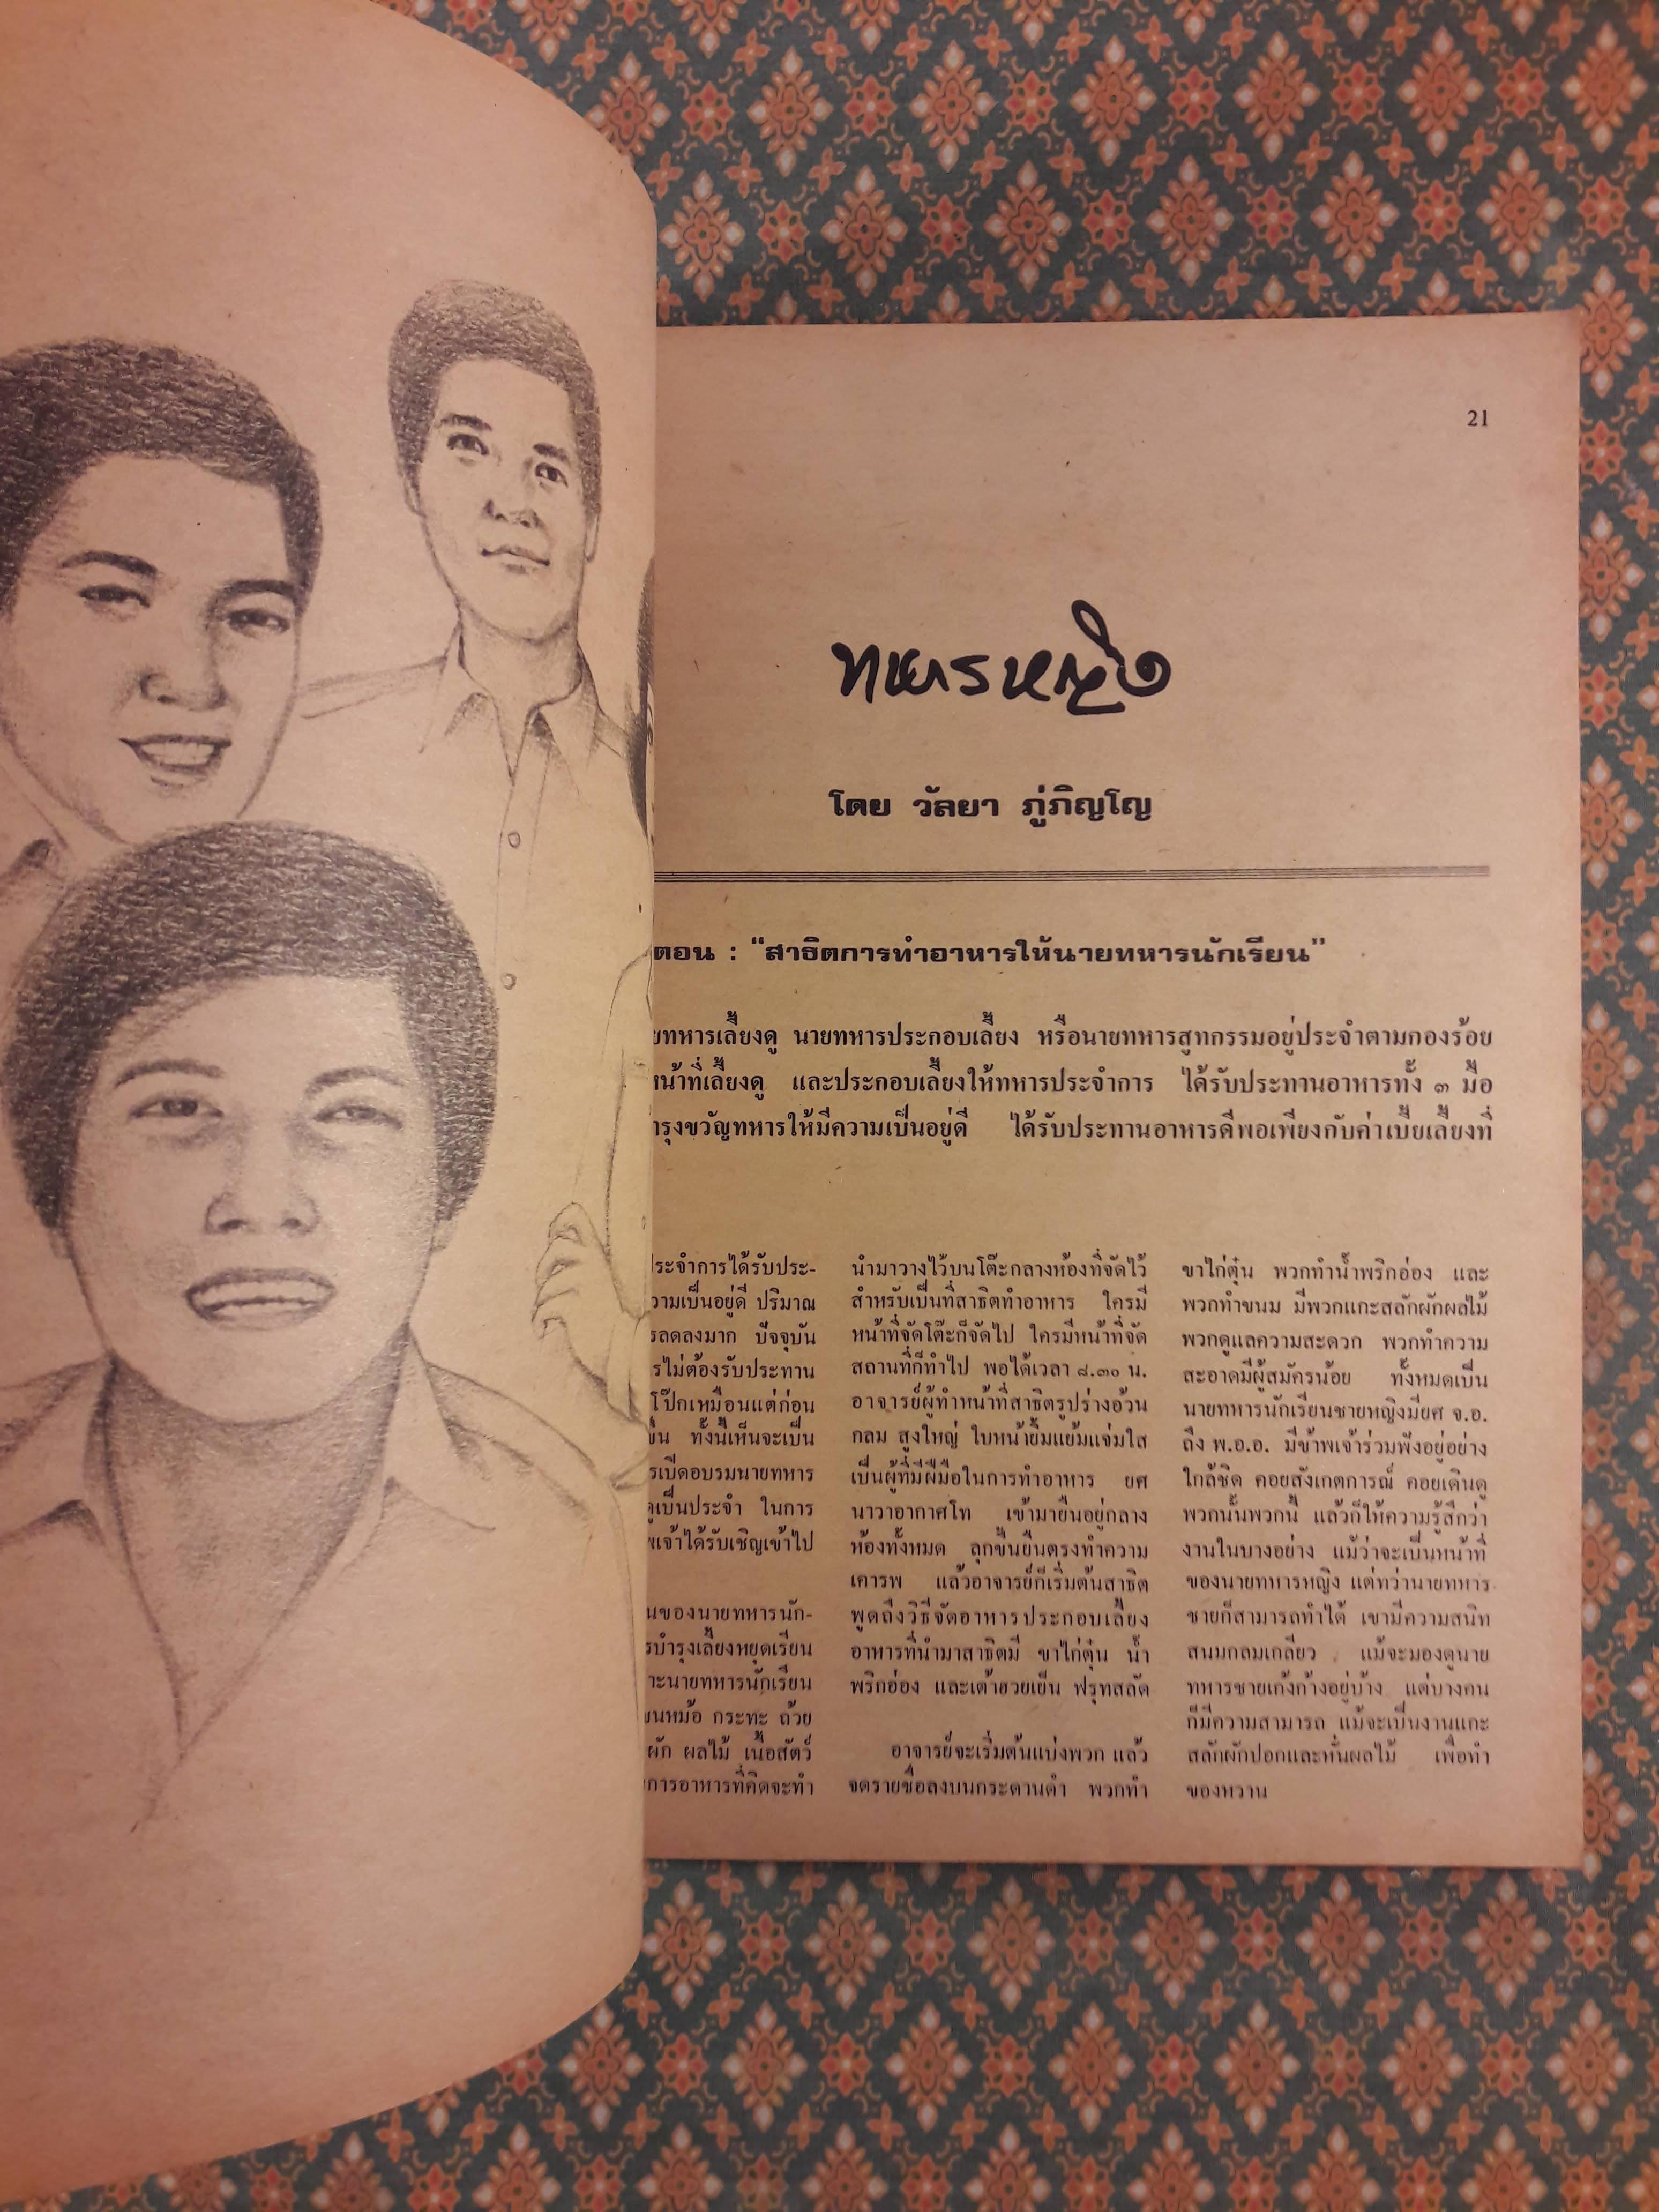 21
ทหารหญิง
โดย วัลยา ภู่ภิญโญ
ตอน : "สาธิตการทำอาหารให้นายทหารนักเรียน"
ยทหารเลี้ยงดู นายทหารประกอบเลี้ยง หรือนายทหารสูทกรรมอยู่ประจำตามกองร้อย
หน้าที่เลี้ยงดู และประกอบเลี้ยงให้ทหารประจำการ ได้รับประทานอาหารทั้ง ๓ มื้อ
ารุงขวัญทหารให้มีความเป็นอยู่ดี ได้รับประทานอาหารดีพอเพียงกับค่าเบี้ยเลี้ยงที่
ประจำการได้รับประ-
วามเป็นอยู่ดี ปริมาณ
รลดลงมาก ปัจจุบัน
รไม่ต้องรับประทาน
โป๊กเหมือนแต่ก่อน
ขึ้น ทั้งนี้เห็นจะเป็น
รเปิดอบรมนายทหาร
ดูเป็นประจำ ในการ
พเจ้าได้รับเชิญเข้าไป
นของนายทหารนัก-
รบำรุงเลี้ยงหยุดเรียน
าะนายทหารนักเรียน
ขนหม้อ กระทะ ถ้วย
ผัก ผลไม้ เนื้อสัตว์
การอาหารที่คิดจะทำ
นำมาวางไว้บนโต๊ะกลางห้องที่จัดไว้
สำหรับเป็นที่สาธิตทำอาหาร ใครมี
หน้าที่จัดโต๊ะก็จัดไป ใครมีหน้าที่จัด
สถานที่ก็ทำไป พอได้เวลา ๘.๓๐ น.
อาจารย์ผู้ทำหน้าที่สาธิตรูปร่างอ้วน
กลม สูงใหญ่ ใบหน้ายิ้มแย้มแจ่มใส
เป็นผู้ที่มีฝีมือในการทำอาหาร ยศ
นาวาอากาศโท เข้ามายืนอยู่กลาง
ห้องทั้งหมด ลุกขึ้นยืนตรงทำความ
เคารพ แล้วอาจารย์ก็เริ่มต้นสาธิต
พูดถึงวิธีจัดอาหารประกอบเลี้ยง
อาหารที่นำมาสาธิตมี ขาไก่ตุ๋น น้ำ
พริกอ่อง และเต้าฮวยเย็น ฟรุทสลัด
อาจารย์จะเริ่มต้นแบ่งพวก แล้ว
จดรายชื่อลงบนกระดานดำ พวกทำ
ขาไก่ตุ๋น พวกทำน้ำพริกอ่อง และ
พวกทำขนม มีพวกแกะสลักผักผลไม้
พวกดูแลความสะดวก พวกทำความ
สะอาดมีผู้สมัครน้อย ทั้งหมดเป็น
นายทหารนักเรียนชายหญิงมียศ จ.อ.
ถึง พ.อ.อ. มีข้าพเจ้าร่วมฟังอยู่อย่าง
ใกล้ชิด คอยสังเกตการณ์ คอยเดินดู
พวกนั้นพวกนี้ แล้วก็ให้ความรู้สึกว่า
งานในบางอย่าง แม้ว่าจะเป็นหน้าที่
ของนายทหารหญิง แต่ทว่านายทหาร
ชายก็สามารถทำได้ เขามีความสนิท
สนมกลมเกลียว แม้จะมองดูนาย
ทหารชายเก้งก้างอยู่บ้าง แต่บางคน
ก็มีความสามารถ แม้จะเป็นงานแกะ
สลักผักปอกและหั่นผลไม้ เพื่อทำ
ของหวาน